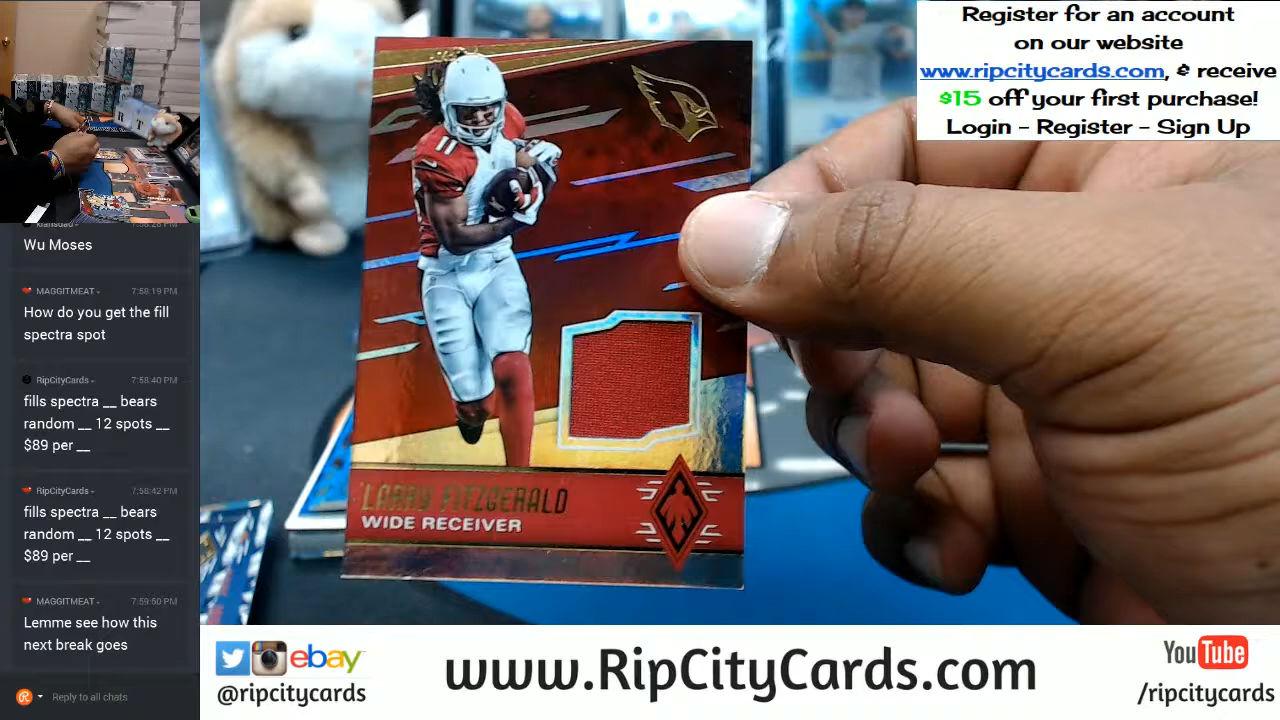 Register for an account
on our website
www.ripcitycards.com, & receive
$15 off your first purchase!
Login - Register - Sign Up
Wu Moses
MAGGITMEAT 7:58:19 PM
How do you get the fill
spectra spot
RipCityCards 7:58:40 PM
fills spectra __ bears
random __ 12 spots __
$89 per __
RipCityCards 7:58:42 PM
fills spectra __ bears
random __ 12 spots __
$89 per __
MAGGITMEAT 7:59:50 PM
Lemme see how this
next break goes
Reply to all chats
11
LARRY FITZGERALD
WIDE RECEIVER
ebay
@ripcitycards
www.RipCityCards.com
YouTube
/ripcitycards